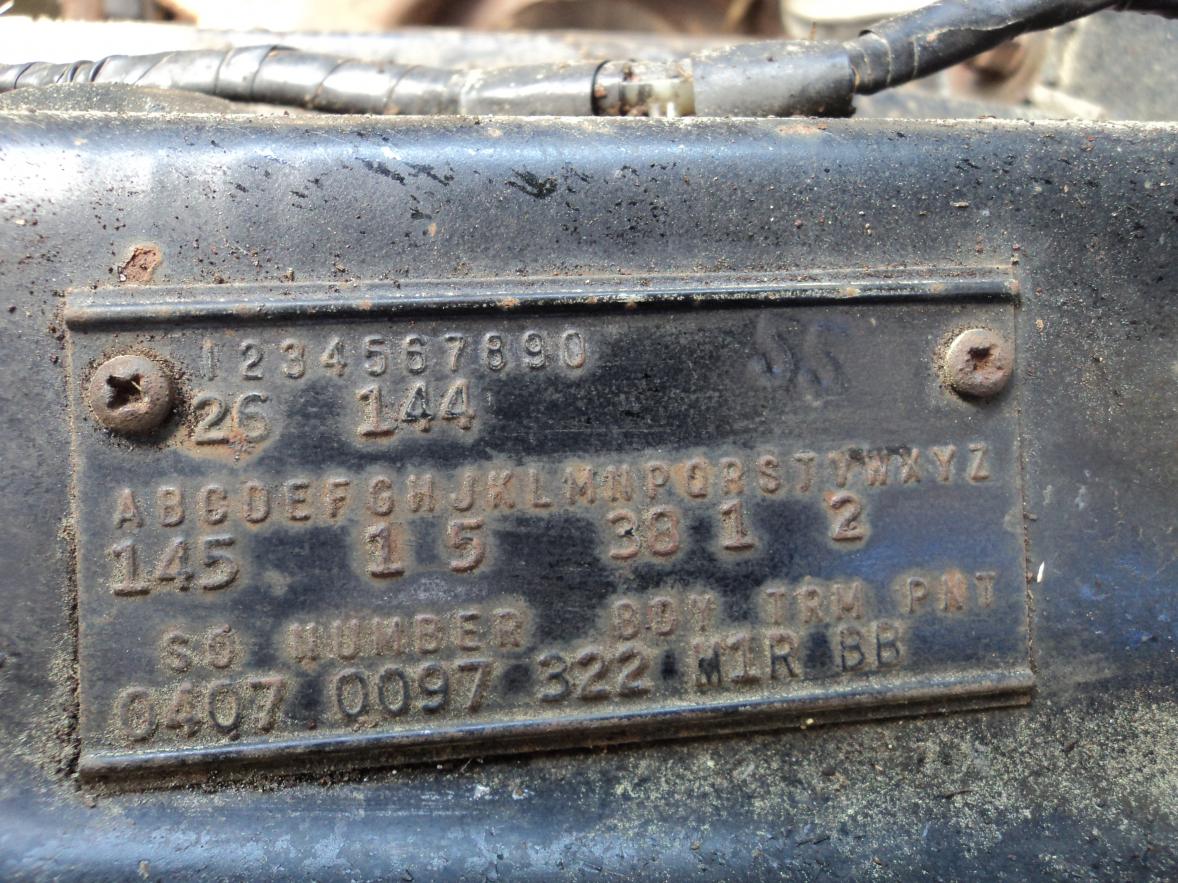 1234567890
26 144
ABCDEFGHJKLMNPQRSTVWXYZ
145 1 5 38 1 2
SO NUMBER BDY TRM PNT
0407 0097 322 M1R BB